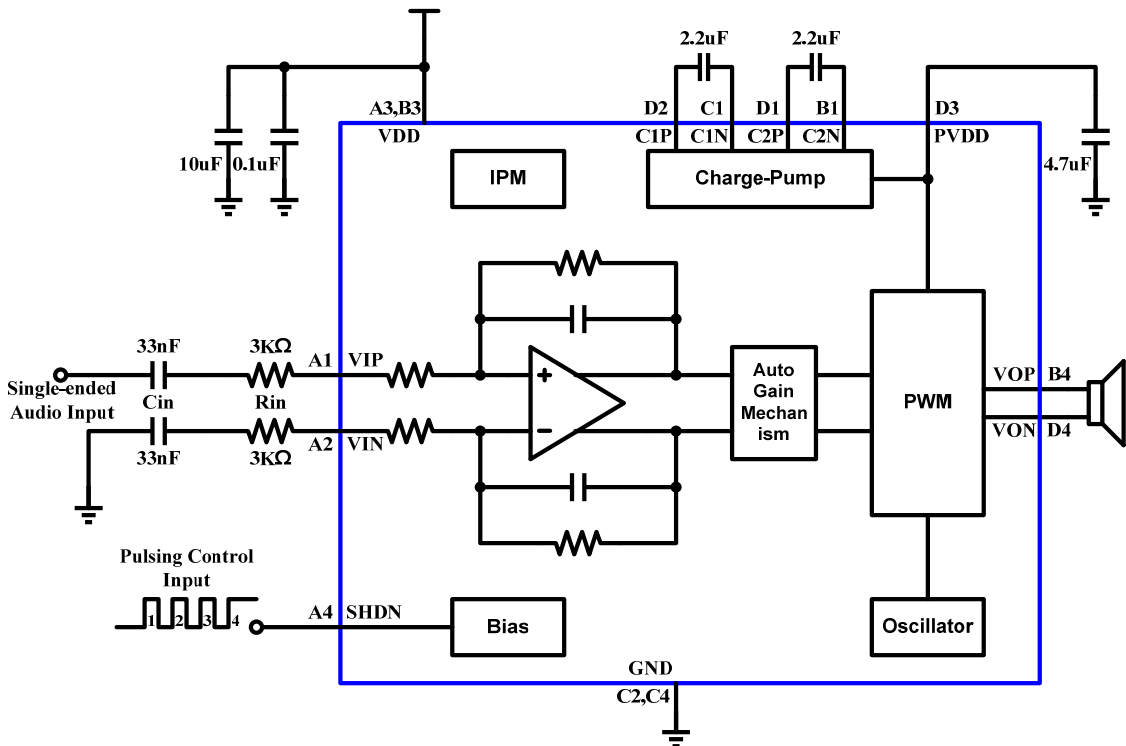 2.2uF
2.2uF
A3,B3
D2
C1
D1
B1
D3
VDD
C1P
C1N
C2P
C2N
PVDD
10uF
0.1uF
4.7uF
IPM
Charge-Pump
33nF
3KΩ
A1
VIP
Single-ended
Audio Input
Cin
Rin
+
−
Auto
Gain
Mechan
ism
PWM
VOP
B4
VON
D4
33nF
3KΩ
A2
VIN
Pulsing Control
Input
1
2
3
4
A4
SHDN
Bias
Oscillator
GND
C2,C4